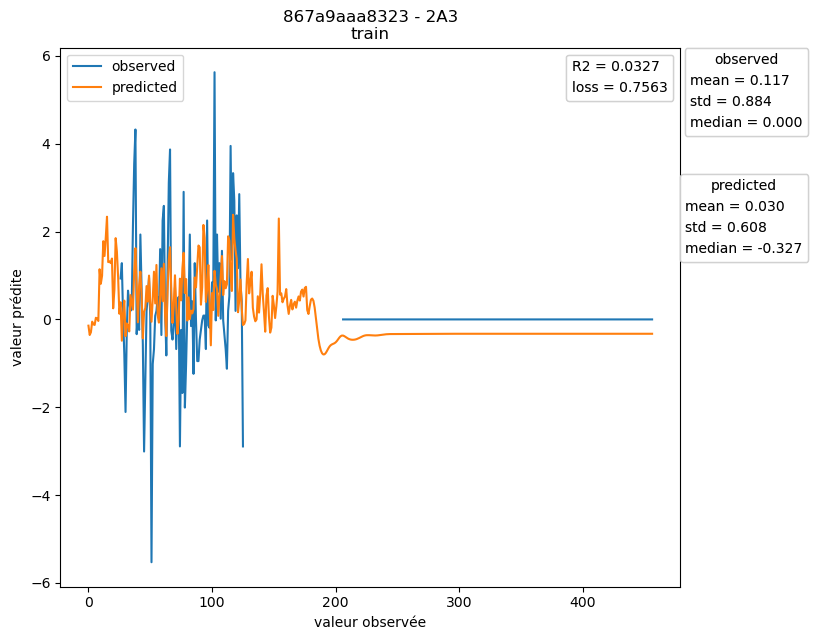 867a9aaa8323 - 2A3
train
observed
predicted
R2 = 0.0327
loss = 0.7563
observed
mean = 0.117
std = 0.884
median = 0.000
predicted
mean = 0.030
std = 0.608
median = -0.327
valeur prédite
6
4
2
0
−2
−4
−6
0
100
200
300
400
valeur observée